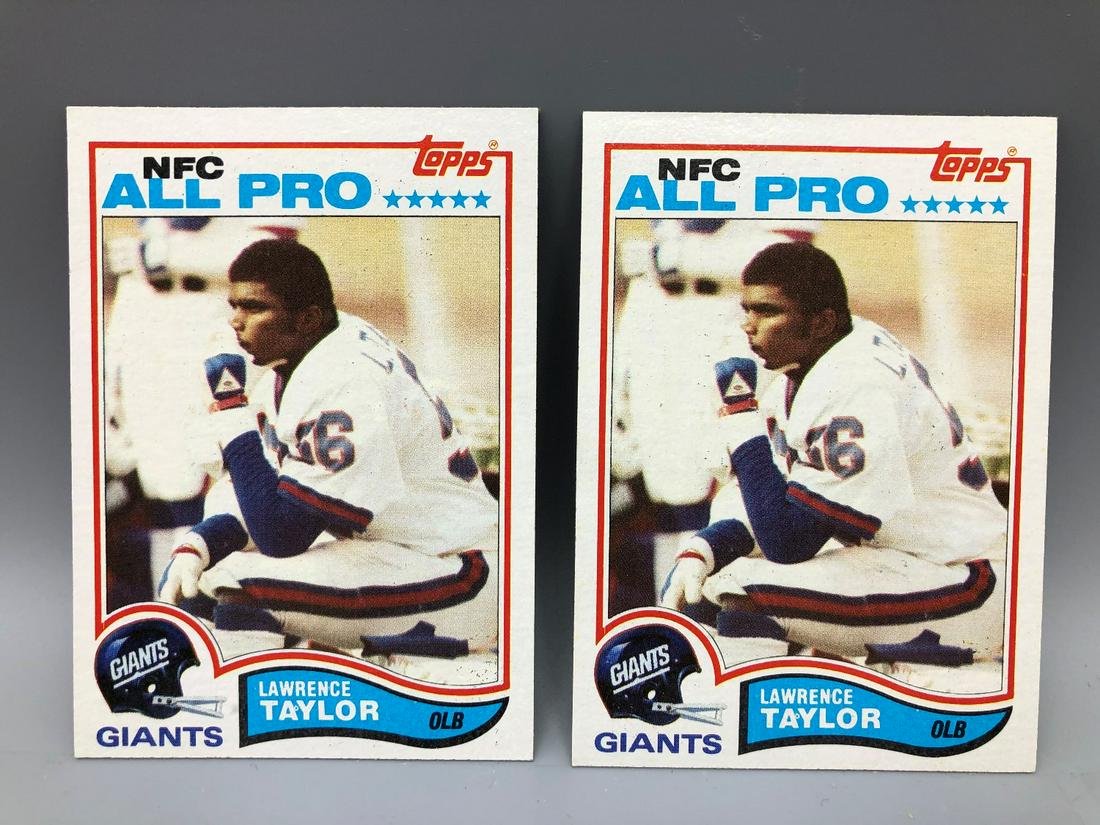 topps®
NFC
ALL PRO ★★★★★
56
GIANTS
LAWRENCE
TAYLOR
OLB
GIANTS
topps®
NFC
ALL PRO ★★★★★
56
GIANTS
LAWRENCE
TAYLOR
OLB
GIANTS